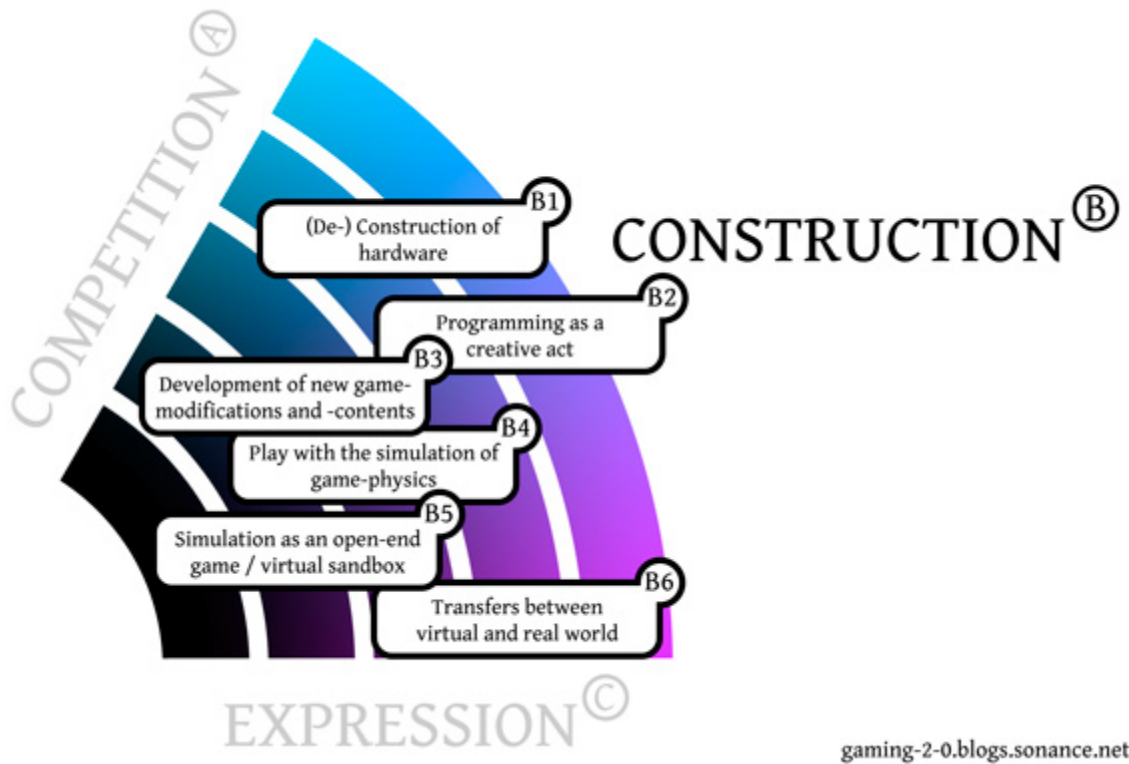 COMPETITION Ⓐ
B1
(De-) Construction of
hardware
CONSTRUCTION Ⓑ
B2
Programming as a
creative act
B3
Development of new game-
modifications and -contents
B4
Play with the simulation of
game-physics
B5
Simulation as an open-end
game / virtual sandbox
B6
Transfers between
virtual and real world
EXPRESSION Ⓒ
gaming-2-0.blogs.sonance.net